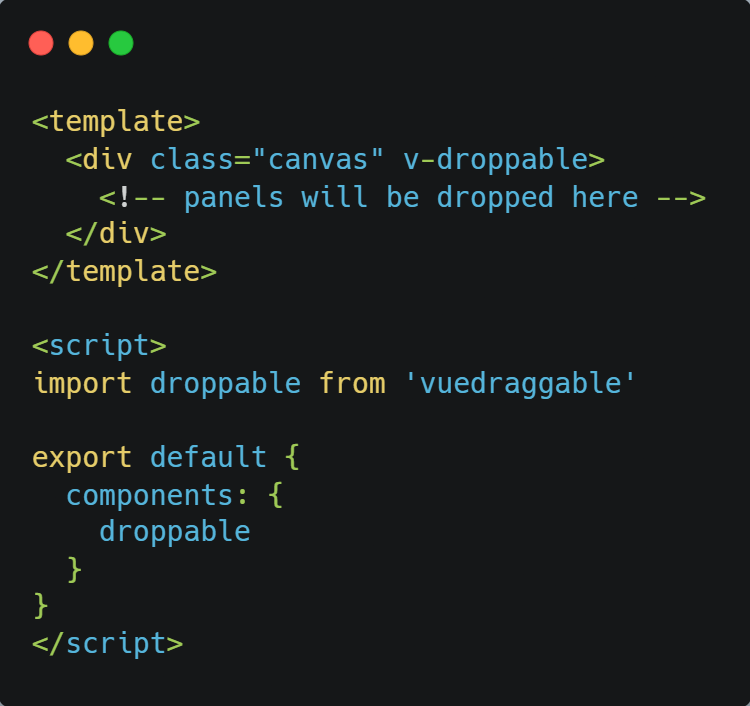 <template>
  <div class="canvas" v-droppable>
    <!-- panels will be dropped here -->
  </div>
</template>

<script>
import droppable from 'vuedraggable'

export default {
  components: {
    droppable
  }
}
</script>